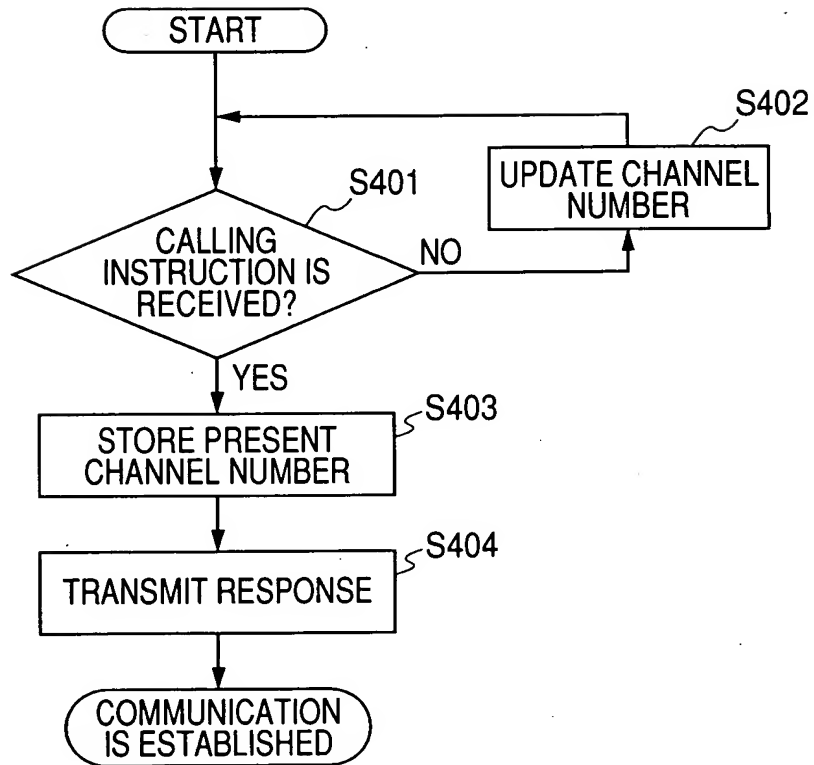 START
S402
UPDATE CHANNEL
NUMBER
S401
CALLING
INSTRUCTION IS
RECEIVED?
NO
YES
S403
STORE PRESENT
CHANNEL NUMBER
S404
TRANSMIT RESPONSE
COMMUNICATION
IS ESTABLISHED